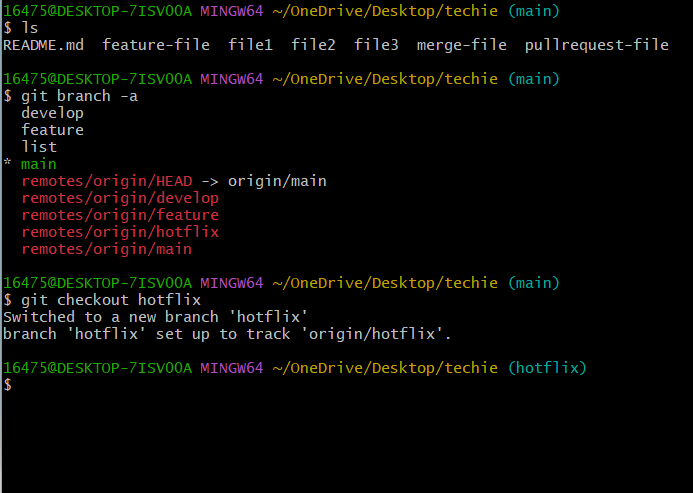 16475@DESKTOP-7ISVO0A MINGW64 ~/OneDrive/Desktop/techie (main)
$ ls
README.md  feature-file  file1  file2  file3  merge-file  pullrequest-file

16475@DESKTOP-7ISVO0A MINGW64 ~/OneDrive/Desktop/techie (main)
$ git branch -a
  develop
  feature
  list
* main
  remotes/origin/HEAD -> origin/main
  remotes/origin/develop
  remotes/origin/feature
  remotes/origin/hotflix
  remotes/origin/main

16475@DESKTOP-7ISVO0A MINGW64 ~/OneDrive/Desktop/techie (main)
$ git checkout hotflix
Switched to a new branch 'hotflix'
branch 'hotflix' set up to track 'origin/hotflix'.

16475@DESKTOP-7ISVO0A MINGW64 ~/OneDrive/Desktop/techie (hotflix)
$